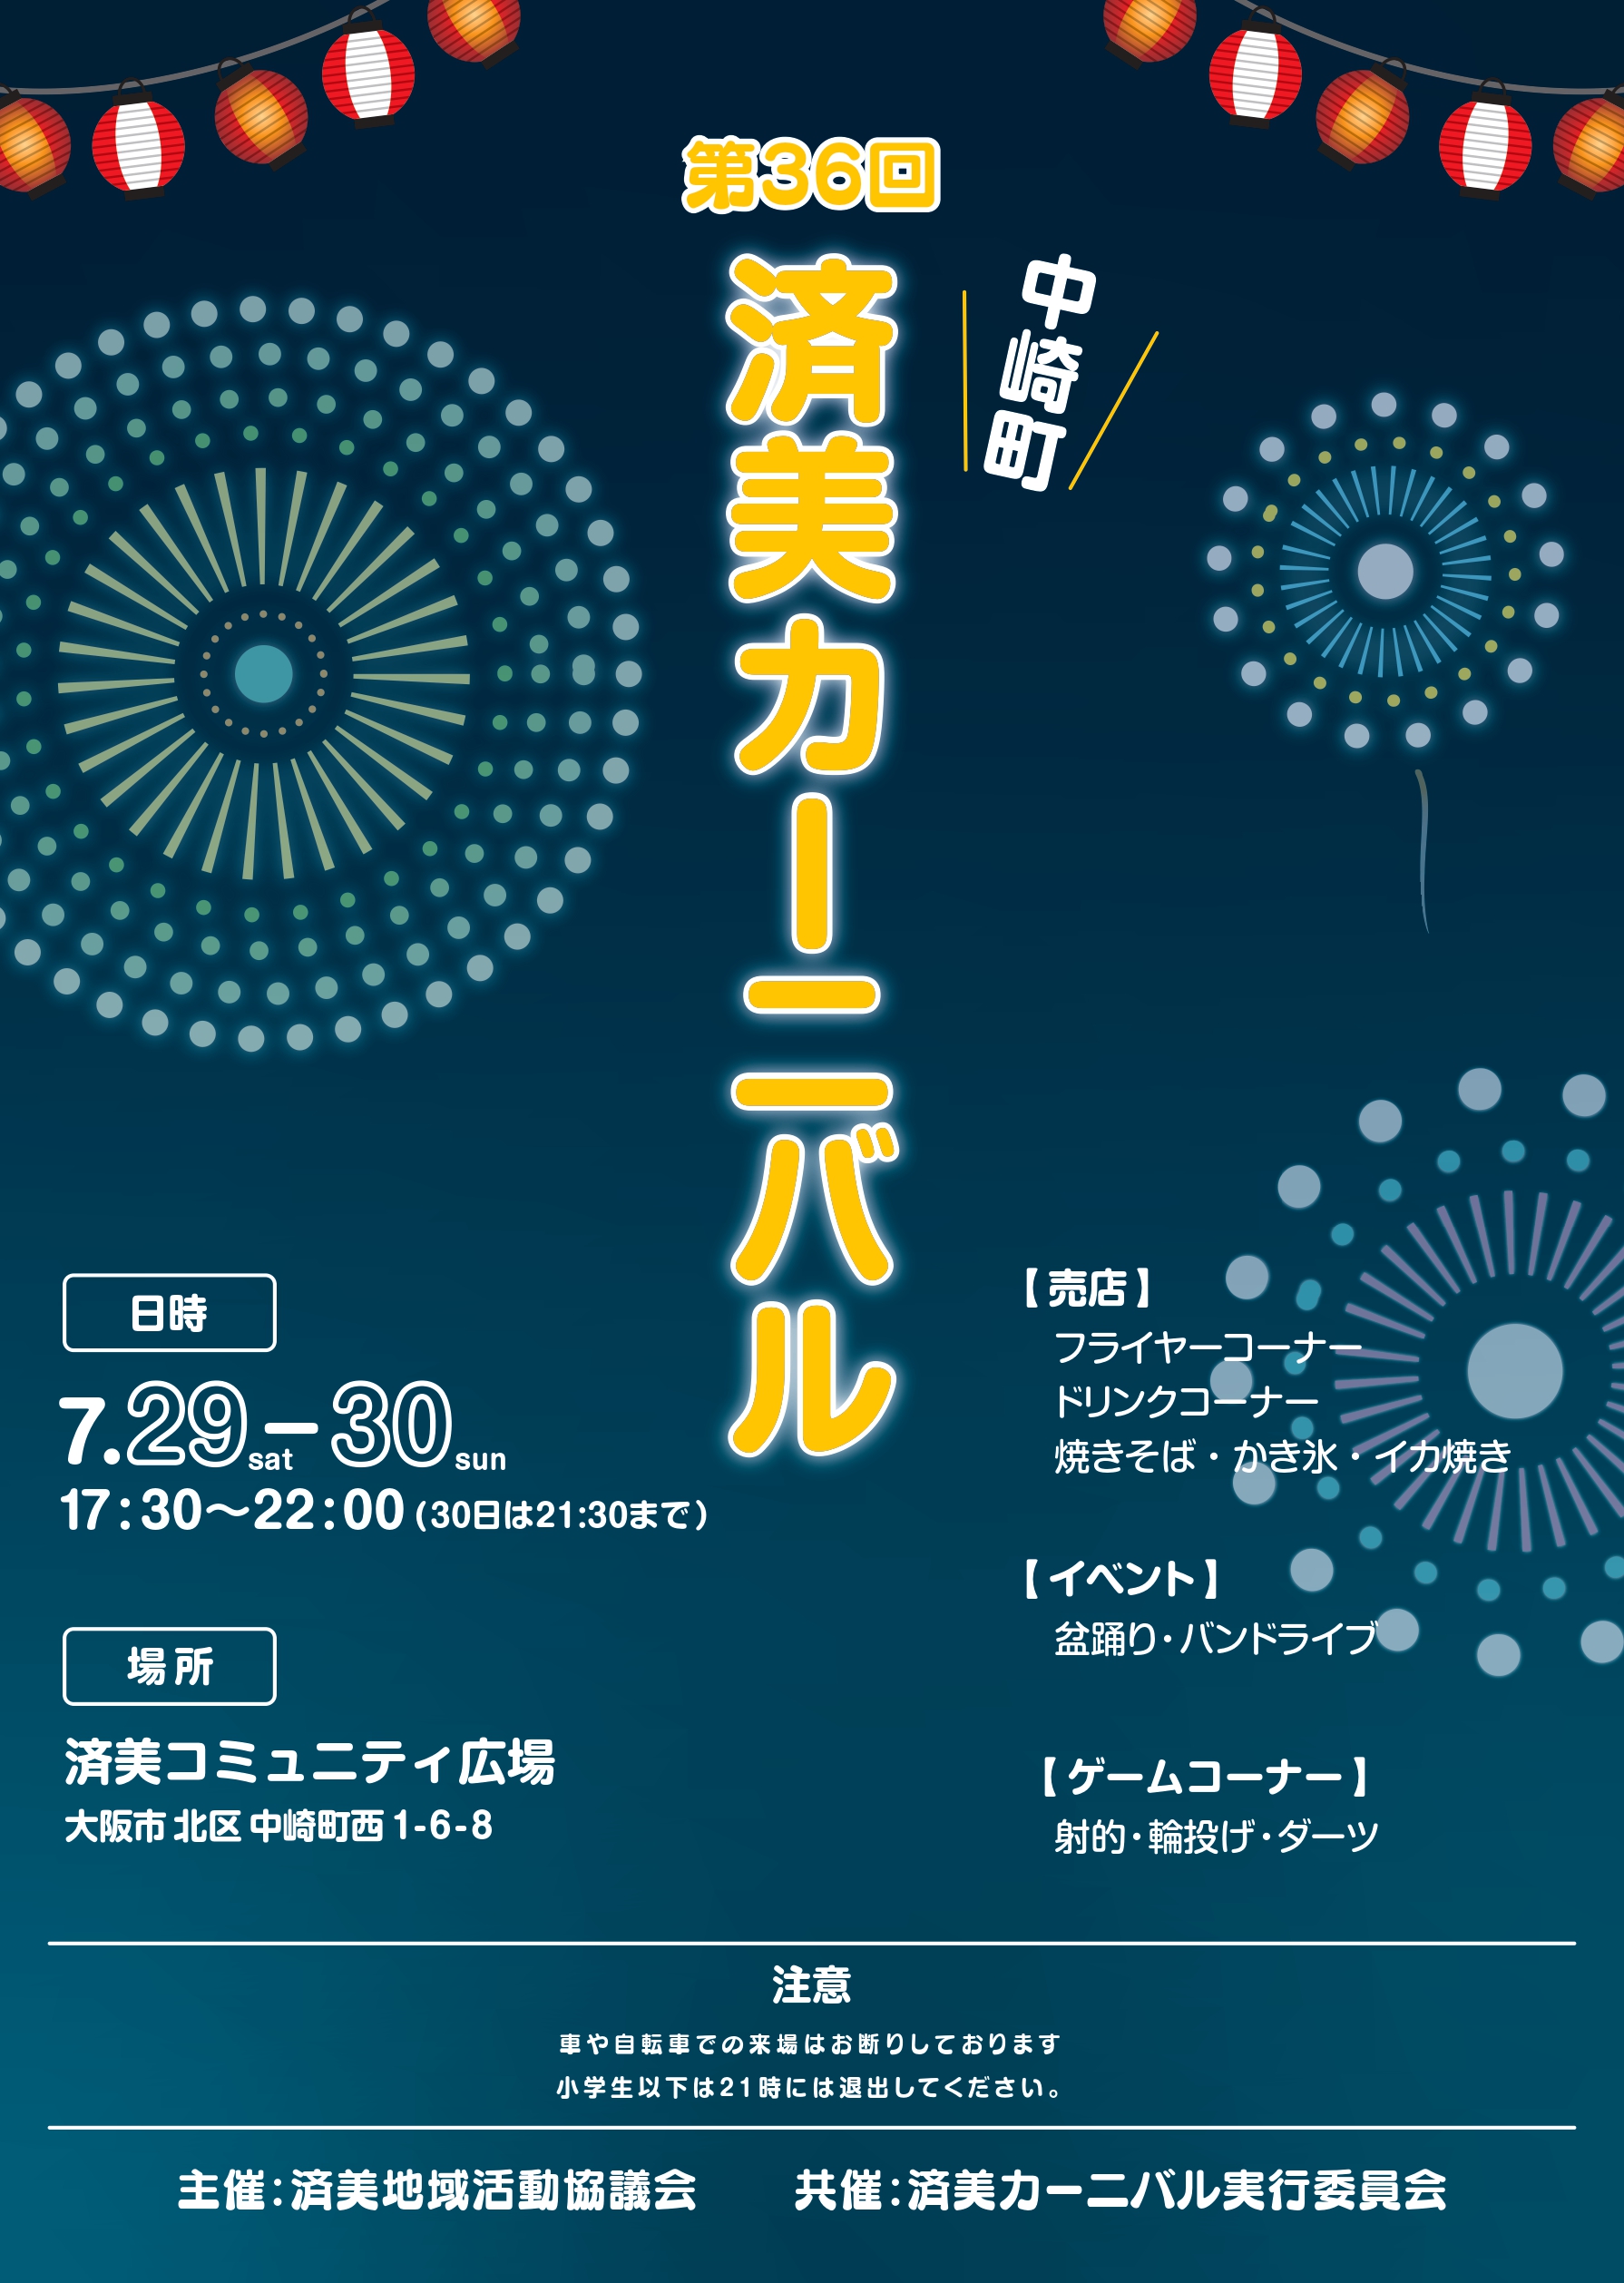 第36回
中崎町
済美カーニバル
日時
7.29sat–30sun
17:30～22:00(30日は21:30まで)
場所
済美コミュニティ広場
大阪市 北区 中崎町西 1-6-8
【売店】
フライヤーコーナー
ドリンクコーナー
焼きそば・かき氷・イカ焼き
【イベント】
盆踊り・バンドライブ
【ゲームコーナー】
射的・輪投げ・ダーツ
注意
車や自転車での来場はお断りしております
小学生以下は21時には退出してください。
主催:済美地域活動協議会 共催:済美カーニバル実行委員会